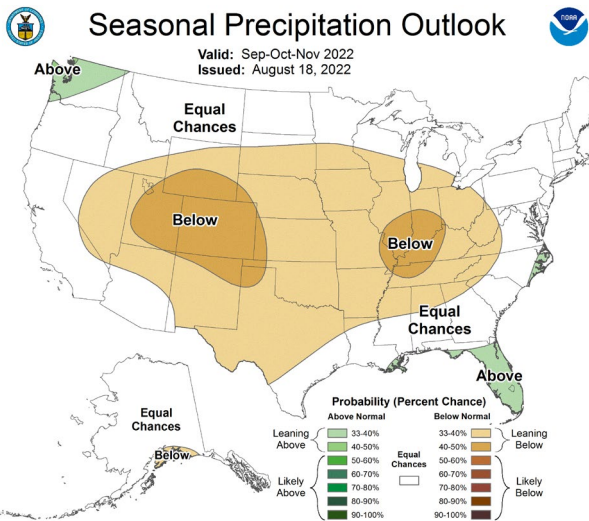 Seasonal Precipitation Outlook
NOAA
Valid: Sep-Oct-Nov 2022
Issued: August 18, 2022
Above
Equal
Chances
Below
Below
Equal
Chances
Above
Equal
Chances
Below
Probability (Percent Chance)
Above Normal
Below Normal
Leaning
Above
33-40%
40-50%
Likely
Above
50-60%
60-70%
70-80%
80-90%
90-100%
Equal
Chances
33-40%
40-50%
Leaning
Below
50-60%
60-70%
70-80%
80-90%
90-100%
Likely
Below